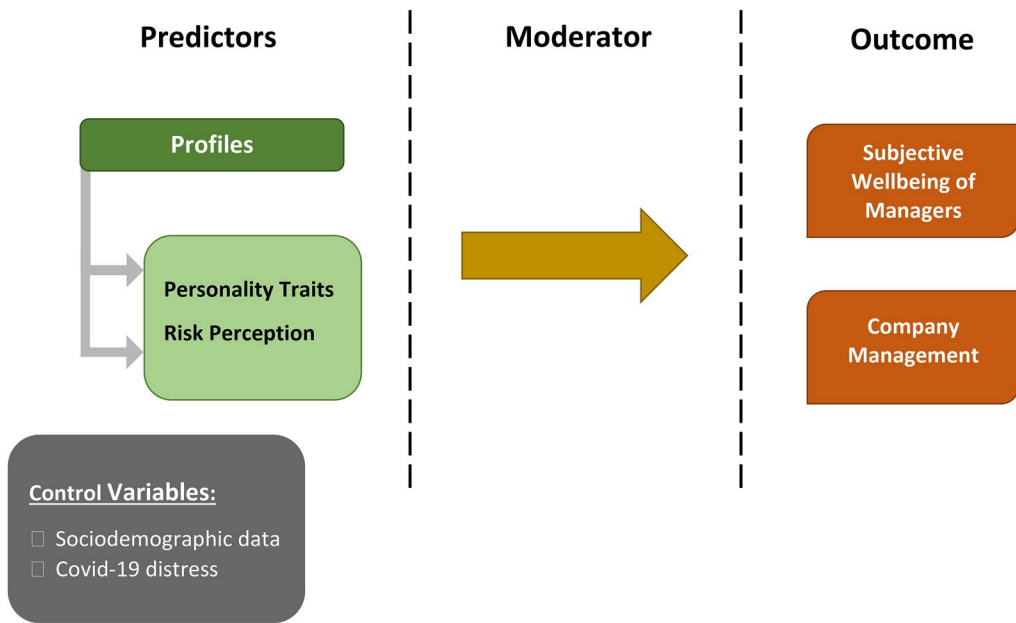 Predictors
Moderator
Outcome
Profiles
Personality Traits
Risk Perception
Subjective
Wellbeing of
Managers
Company
Management
Control Variables:
Sociodemographic data
Covid-19 distress